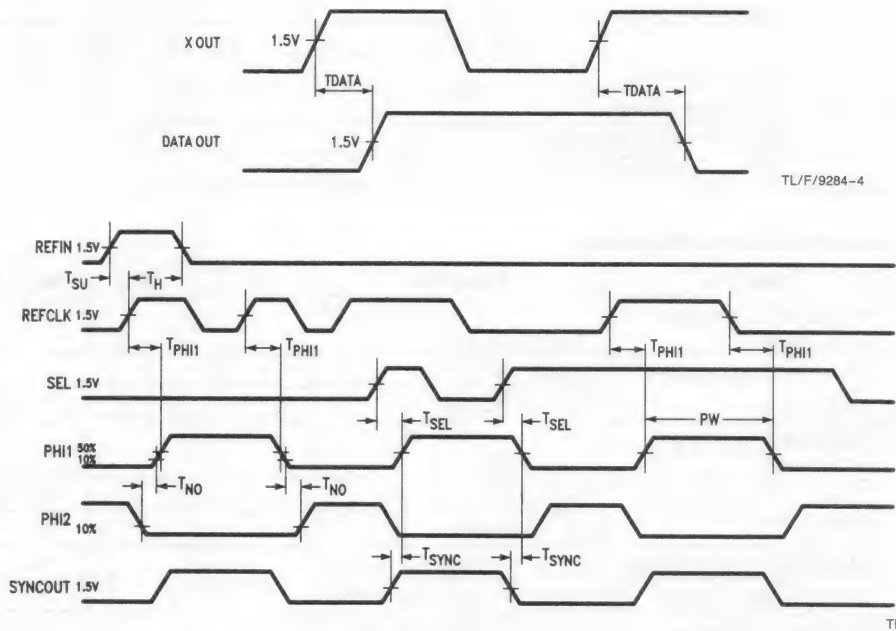 X OUT 1.5V
TDATA TDATA
DATA OUT 1.5V
TL/F/9284-4
REFIN 1.5V
TSU TH
REFCLK 1.5V
TPHI1 TPHI1 TPHI1 TPHI1
SEL 1.5V
TSEL TSEL PW
PHI1 50%
10%
TNO TNO
PHI2 10%
TSYNC TSYNC
SYNCOUT 1.5V